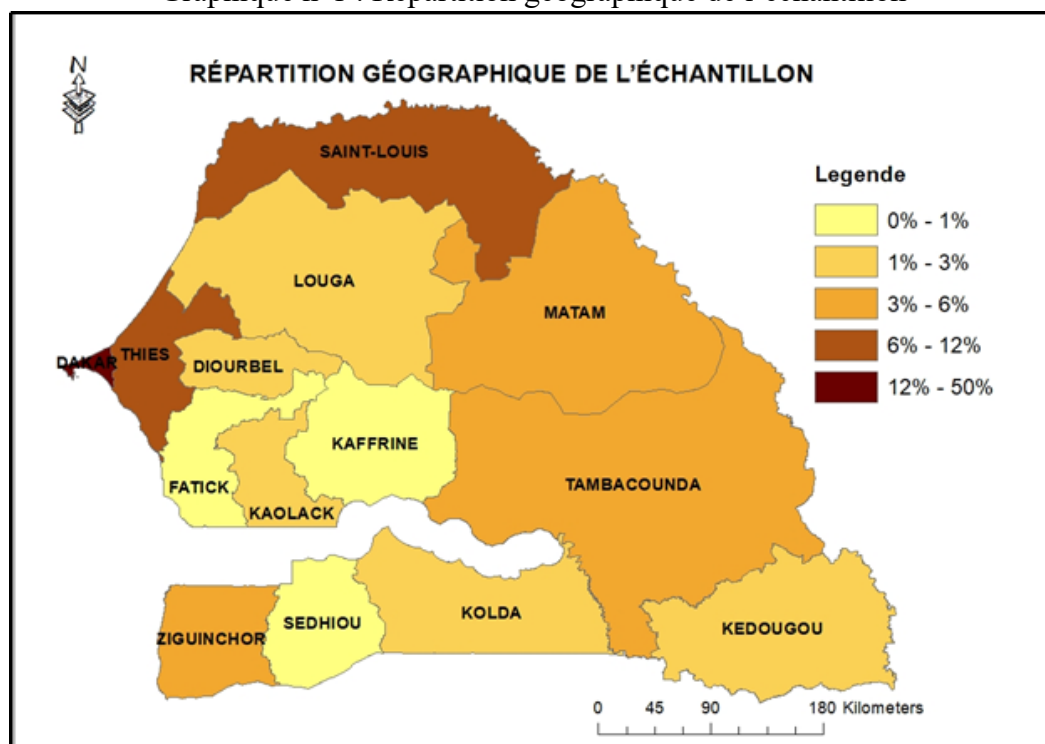 RÉPARTITION GÉOGRAPHIQUE DE L'ÉCHANTILLON
N
SAINT-LOUIS
Legende
0% - 1%
1% - 3%
3% - 6%
6% - 12%
12% - 50%
LOUGA
MATAM
DAKAR
THIES
DIOURBEL
KAFFRINE
FATICK
KAOLACK
TAMBACOUNDA
ZIGUINCHOR
SEDHIOU
KOLDA
KEDOUGOU
0 45 90 180 Kilometers